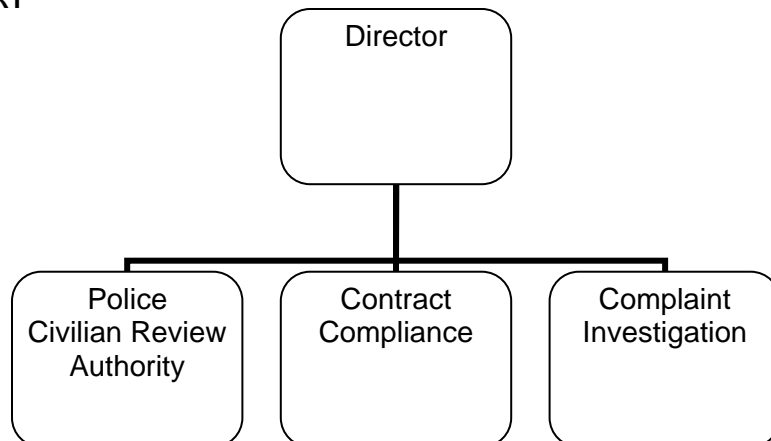 Director
Police
Civilian Review
Authority
Contract
Compliance
Complaint
Investigation